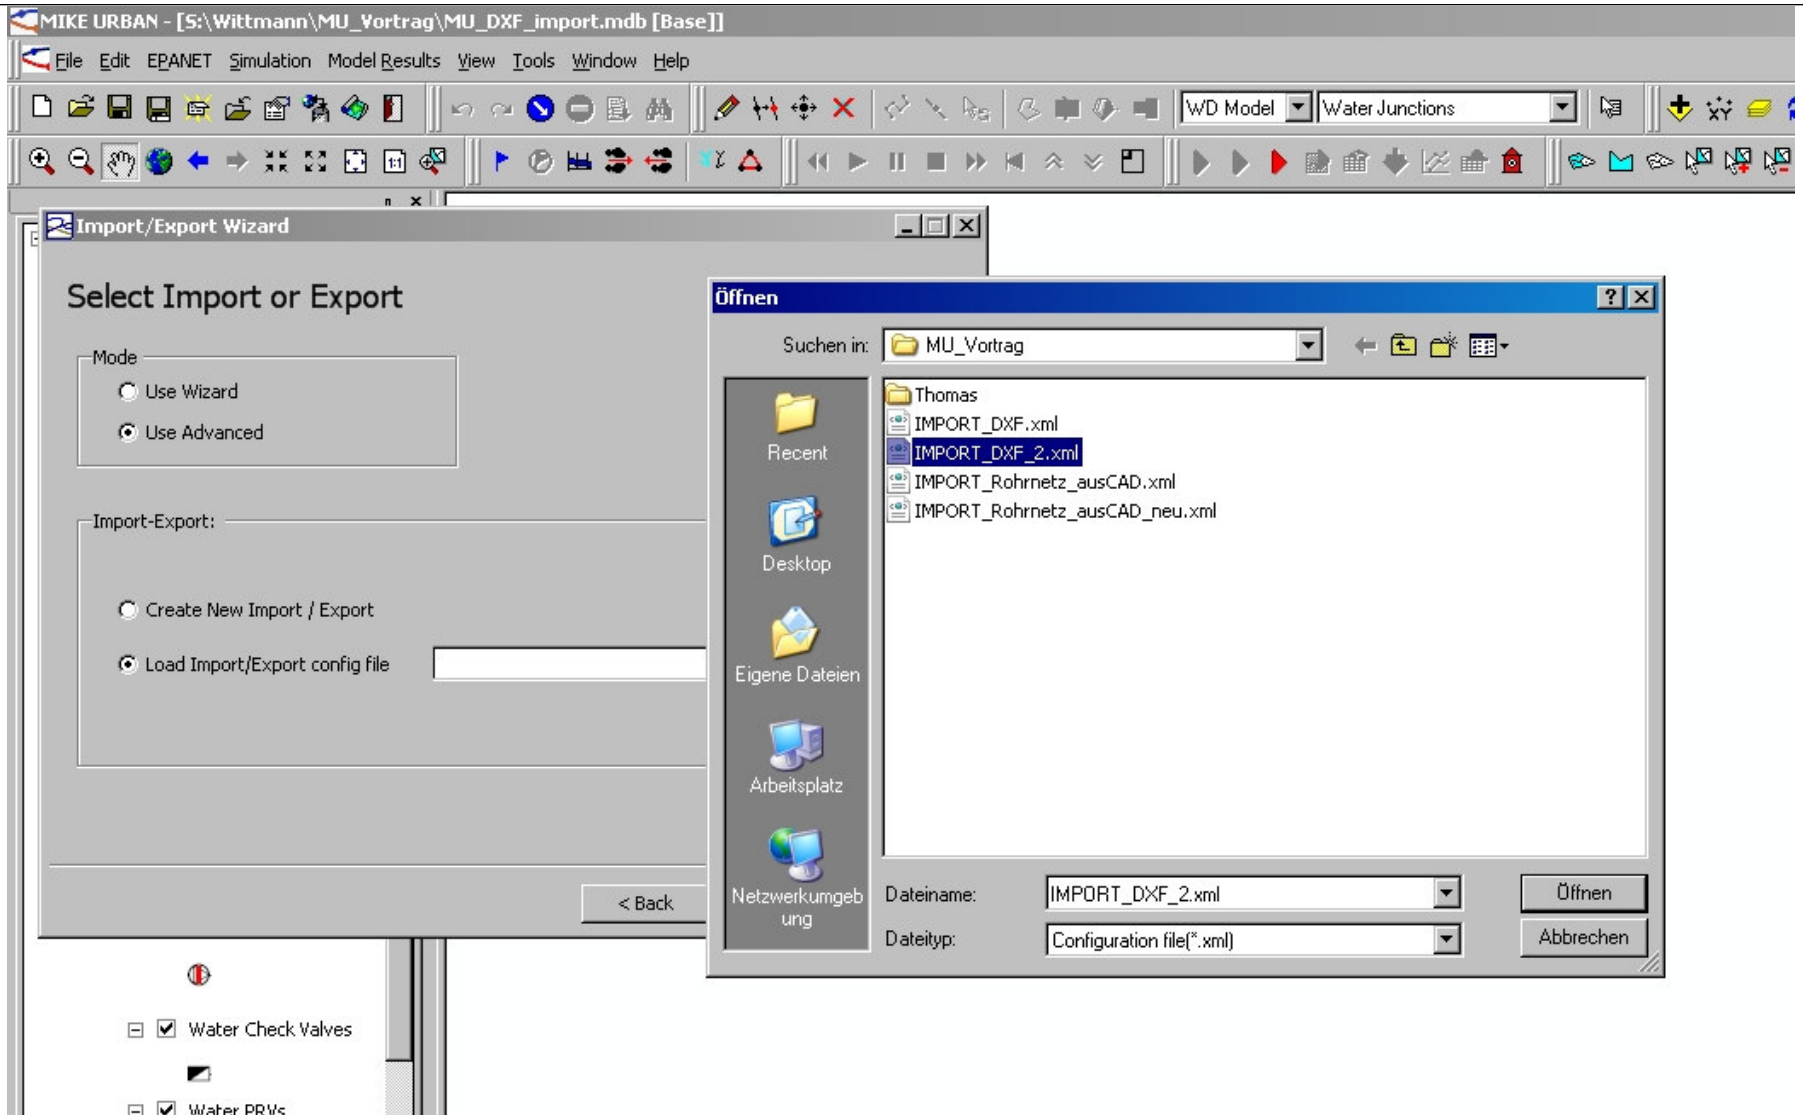 MIKE URBAN - [S:\Wittmann\MU_Vortrag\MU_DXF_import.mdb [Base]]
File Edit EPANET Simulation Model Results View Tools Window Help
WD Model Water Junctions
1:1
Import/Export Wizard
Select Import or Export
Mode
Use Wizard
Use Advanced
Import-Export:
Create New Import / Export
Load Import/Export config file
< Back
Öffnen
Suchen in: MU_Vortrag
Recent
Desktop
Eigene Dateien
Arbeitsplatz
Netzwerkumgeb
ung
Thomas
IMPORT_DXF.xml
IMPORT_DXF_2.xml
IMPORT_Rohrnetz_ausCAD.xml
IMPORT_Rohrnetz_ausCAD_neu.xml
Dateiname: IMPORT_DXF_2.xml Öffnen
Dateityp: Configuration file(*.xml) Abbrechen
Water Check Valves
Water PRVs